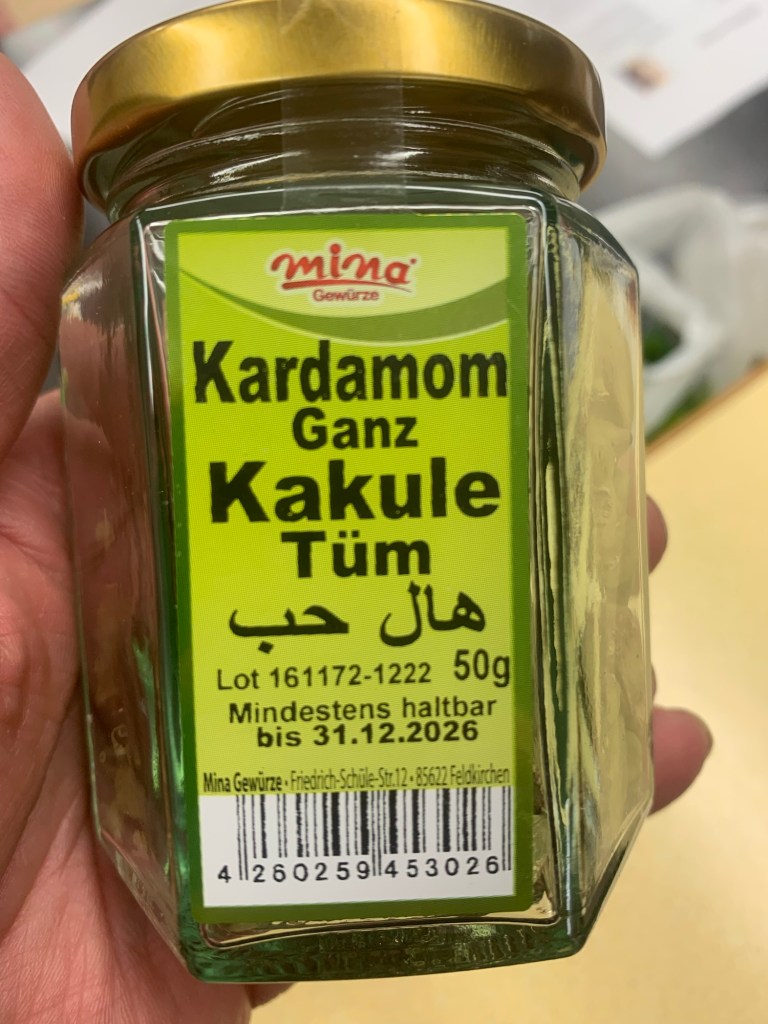 mina
Gewürze
Kardamom
Ganz
Kakule
Tüm
هال حب
Lot 161172-1222 50g
Mindestens haltbar
bis 31.12.2026
Mina Gewürze • Friedrich-Schüle-Str.12 • 85622 Feldkirchen
4 260259 453026